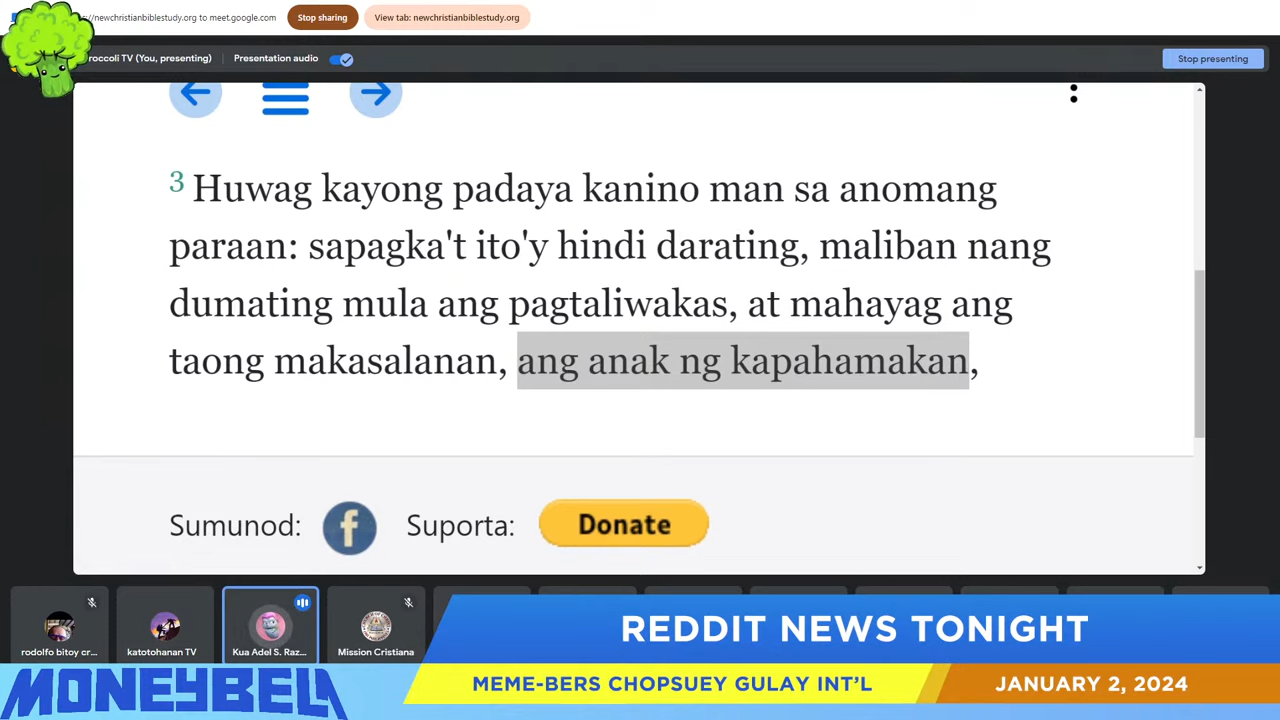 //newchristianbiblestudy.org to meet.google.com
Stop sharing
View tab: newchristianbiblestudy.org
roccoli TV (You, presenting)
Presentation audio
Stop presenting
3 Huwag kayong padaya kanino man sa anomang
paraan: sapagka't ito'y hindi darating, maliban nang
dumating mula ang pagtaliwakas, at mahayag ang
taong makasalanan, ang anak ng kapahamakan,
Sumunod:
f
Suporta:
Donate
rodolfo bitoy cr...
katotohanan TV
Kua Adel S. Raz...
Mission Cristiana
REDDIT NEWS TONIGHT
MONEYBELA
MEME-BERS CHOPSUEY GULAY INT'L
JANUARY 2, 2024